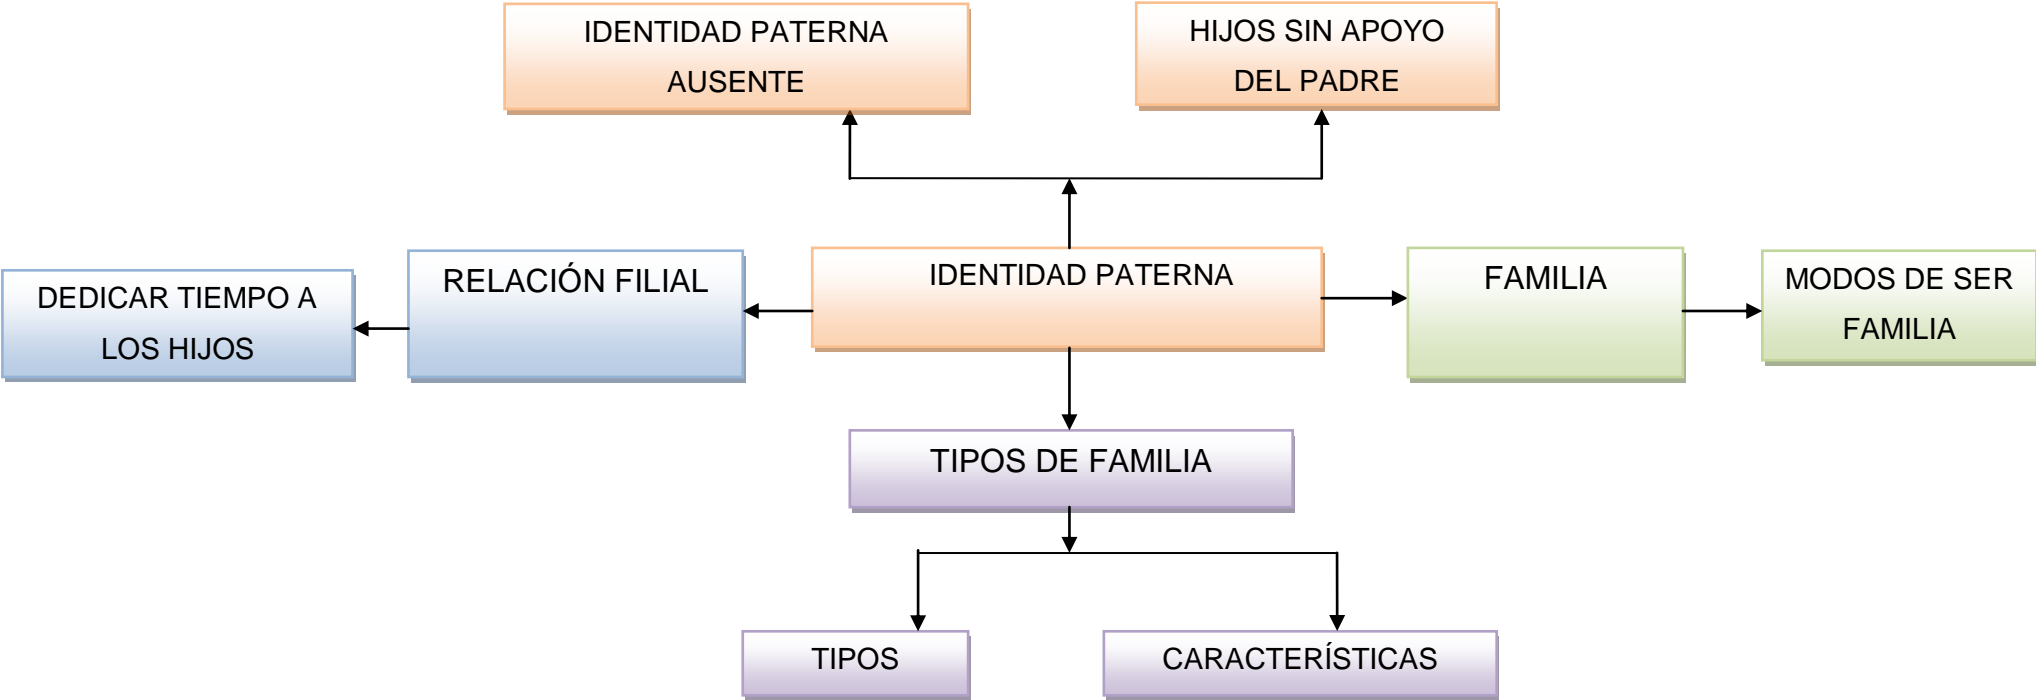 IDENTIDAD PATERNA
AUSENTE
HIJOS SIN APOYO
DEL PADRE
DEDICAR TIEMPO A
LOS HIJOS
RELACIÓN FILIAL
IDENTIDAD PATERNA
FAMILIA
MODOS DE SER
FAMILIA
TIPOS DE FAMILIA
TIPOS
CARACTERÍSTICAS